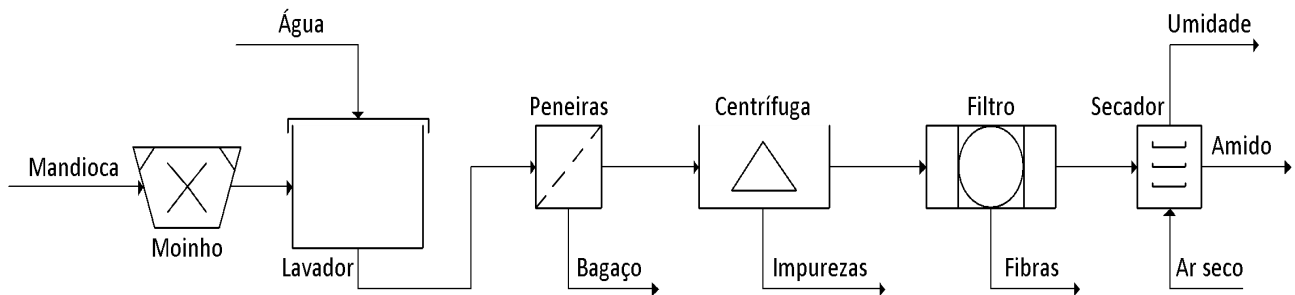 Água
Umidade
Peneiras
Centrífuga
Filtro
Secador
Mandioca
Amido
Moinho
Lavador
Bagaço
Impurezas
Fibras
Ar seco